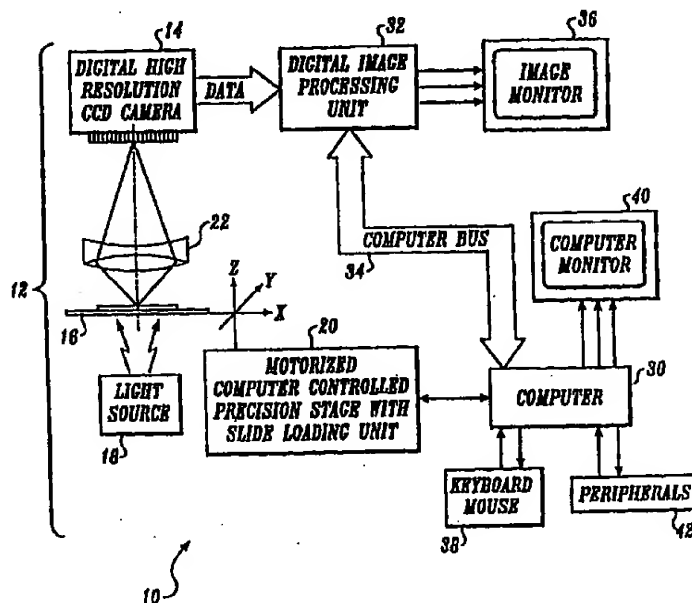 14
DIGITAL HIGH
RESOLUTION
CCD CAMERA
DATA
32
DIGITAL IMAGE
PROCESSING
UNIT
36
IMAGE
MONITOR
22
12
Z
Y
X
16
LIGHT
SOURCE
18
20
MOTORIZED
COMPUTER CONTROLLED
PRECISION STAGE WITH
SLIDE LOADING UNIT
COMPUTER BUS
34
40
COMPUTER
MONITOR
30
COMPUTER
KEYBOARD
MOUSE
38
PERIPHERALS
42
10